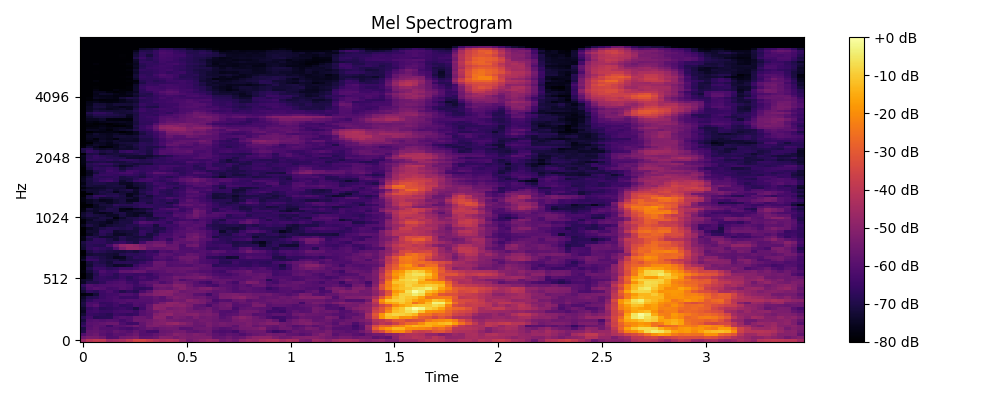 Mel Spectrogram
+0 dB
-10 dB
-20 dB
-30 dB
-40 dB
-50 dB
-60 dB
-70 dB
-80 dB
Hz
4096
2048
1024
512
0
0 0.5 1 1.5 2 2.5 3
Time